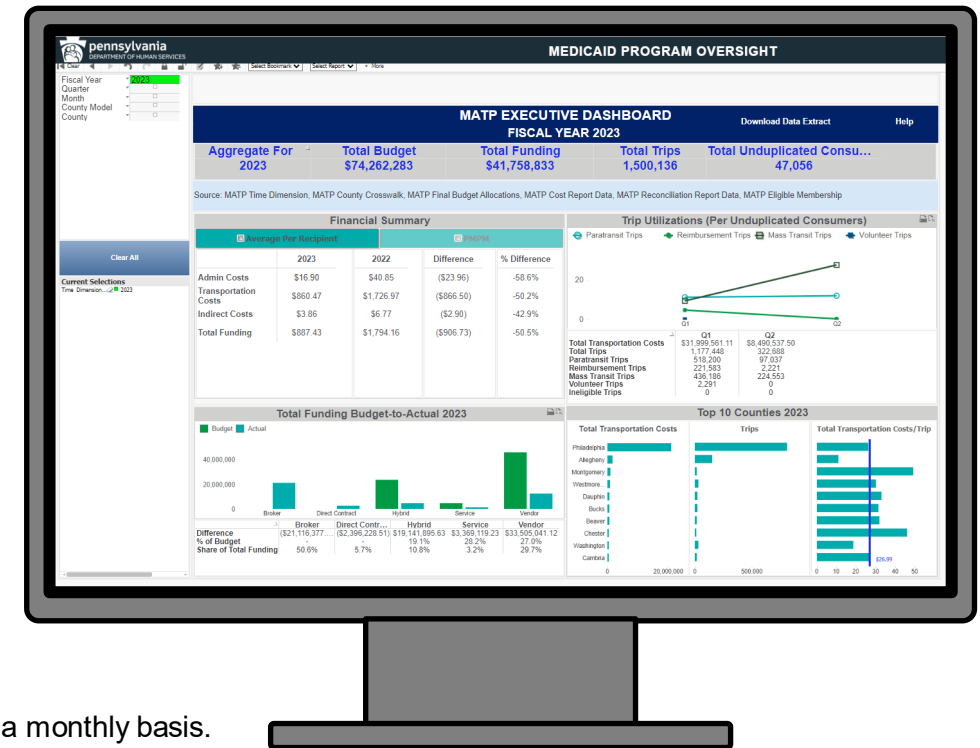 pennsylvania
DEPARTMENT OF HUMAN SERVICES
MEDICAID PROGRAM OVERSIGHT
Clear
Select Bookmark
Select Report
More
Fiscal Year 2023
Quarter
Month
County Model
County
Clear All
Current Selections
Time Dimension... 2023
MATP EXECUTIVE DASHBOARD
FISCAL YEAR 2023
Download Data Extract
Help
Aggregate For Total Budget Total Funding Total Trips Total Unduplicated Consu...
2023 $74,262,283 $41,758,833 1,500,136 47,056
Source: MATP Time Dimension, MATP County Crosswalk, MATP Final Budget Allocations, MATP Cost Report Data, MATP Reconciliation Report Data, MATP Eligible Membership
Financial Summary
Average Per Recipient PMPM
2023 2022 Difference % Difference
Admin Costs $16.90 $40.85 ($23.96) -58.6%
Transportation
Costs $860.47 $1,726.97 ($866.50) -50.2%
Indirect Costs $3.86 $6.77 ($2.90) -42.9%
Total Funding $887.43 $1,794.16 ($906.73) -50.5%
Trip Utilizations (Per Unduplicated Consumers)
Paratransit Trips Reimbursement Trips Mass Transit Trips Volunteer Trips
20
0
Q1 Q2
Q1 Q2
Total Transportation Costs $31,999,561.11 $8,490,537.50
Total Trips 1,177,448 322,688
Paratransit Trips 518,200 97,037
Reimbursement Trips 221,583 2,221
Mass Transit Trips 436,186 224,553
Volunteer Trips 2,291 0
Ineligible Trips 0 0
Total Funding Budget-to-Actual 2023
Budget Actual
40,000,000
20,000,000
0
Broker Direct Contract Hybrid Service Vendor
Broker Direct Contr... Hybrid Service Vendor
Difference ($21,116,377.... ($2,396,228.51) $19,141,895.63 $3,369,119.23 $33,505,041.12
% of Budget - - 19.1% 28.2% 27.0%
Share of Total Funding 50.6% 5.7% 10.8% 3.2% 29.7%
Top 10 Counties 2023
Total Transportation Costs Trips Total Transportation Costs/Trip
Philadelphia
Allegheny
Montgomery
Westmore...
Dauphin
Bucks
Beaver
Chester
Washington
Cambria
$26.99
0 20,000,000 0 500,000 0 10 20 30 40 50
a monthly basis.